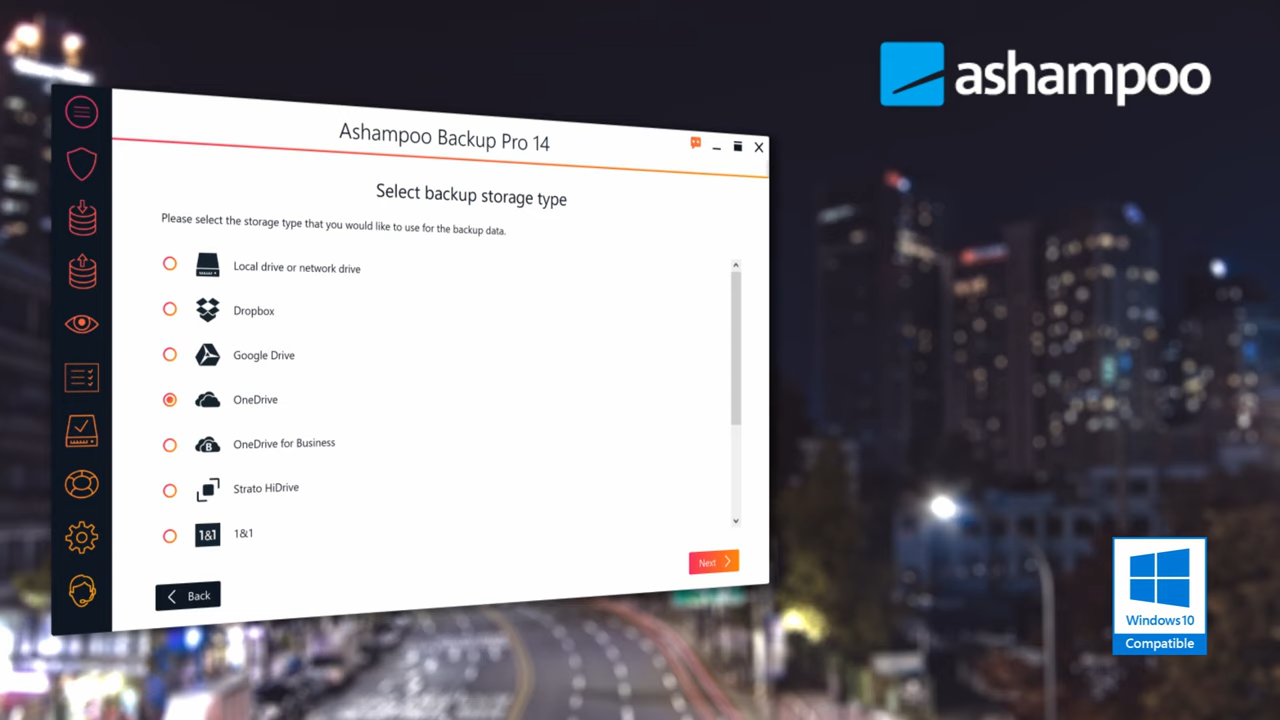 ashampoo
Ashampoo Backup Pro 14
Select backup storage type
Please select the storage type that you would like to use for the backup data.
Local drive or network drive
Dropbox
Google Drive
OneDrive
B
OneDrive for Business
Strato HiDrive
1&1
1&1
Next
Back
Windows 10
Compatible